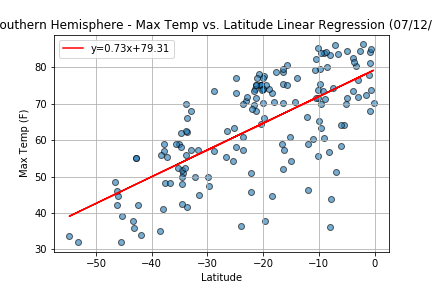 outhern Hemisphere - Max Temp vs. Latitude Linear Regression (07/12/
y=0.73x+79.31
80
70
60
50
40
30
Max Temp (F)
−50 −40 −30 −20 −10 0
Latitude